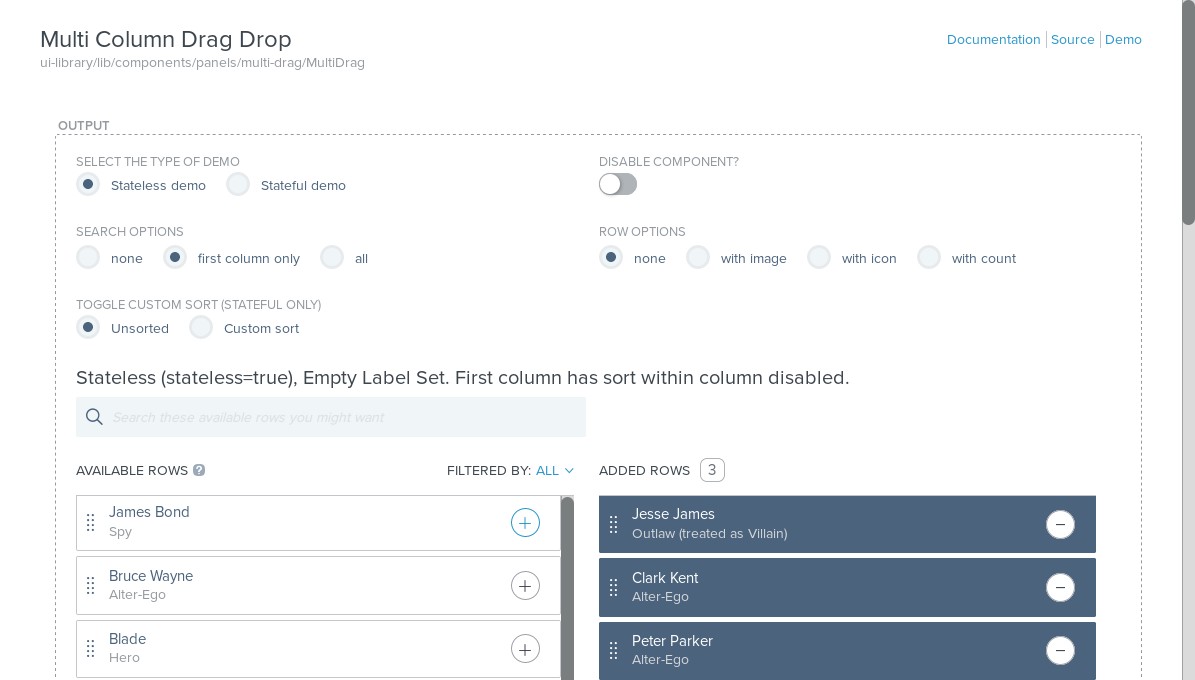 Multi Column Drag Drop
Documentation Source Demo
ui-library/lib/components/panels/multi-drag/MultiDrag
OUTPUT
SELECT THE TYPE OF DEMO
Stateless demo Stateful demo
DISABLE COMPONENT?
SEARCH OPTIONS
none first column only all
ROW OPTIONS
none with image with icon with count
TOGGLE CUSTOM SORT (STATEFUL ONLY)
Unsorted Custom sort
Stateless (stateless=true), Empty Label Set. First column has sort within column disabled.
Search these available rows you might want
AVAILABLE ROWS ? FILTERED BY: ALL
James Bond
Spy
Bruce Wayne
Alter-Ego
Blade
Hero
ADDED ROWS 3
Jesse James
Outlaw (treated as Villain)
Clark Kent
Alter-Ego
Peter Parker
Alter-Ego